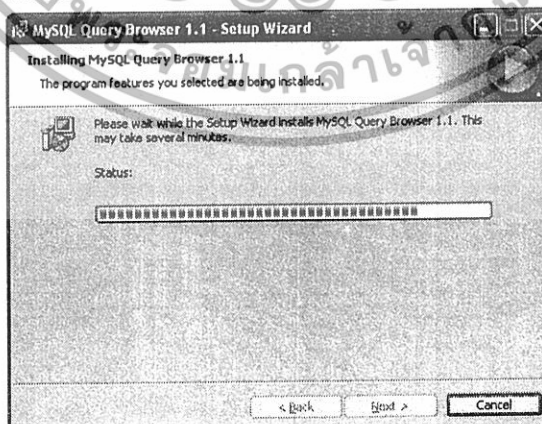 MySQL Query Browser 1.1 - Setup Wizard
Installing MySQL Query Browser 1.1
The program features you selected are being installed.
Please wait while the Setup Wizard installs MySQL Query Browser 1.1. This
may take several minutes.
Status:
< Back
Next >
Cancel